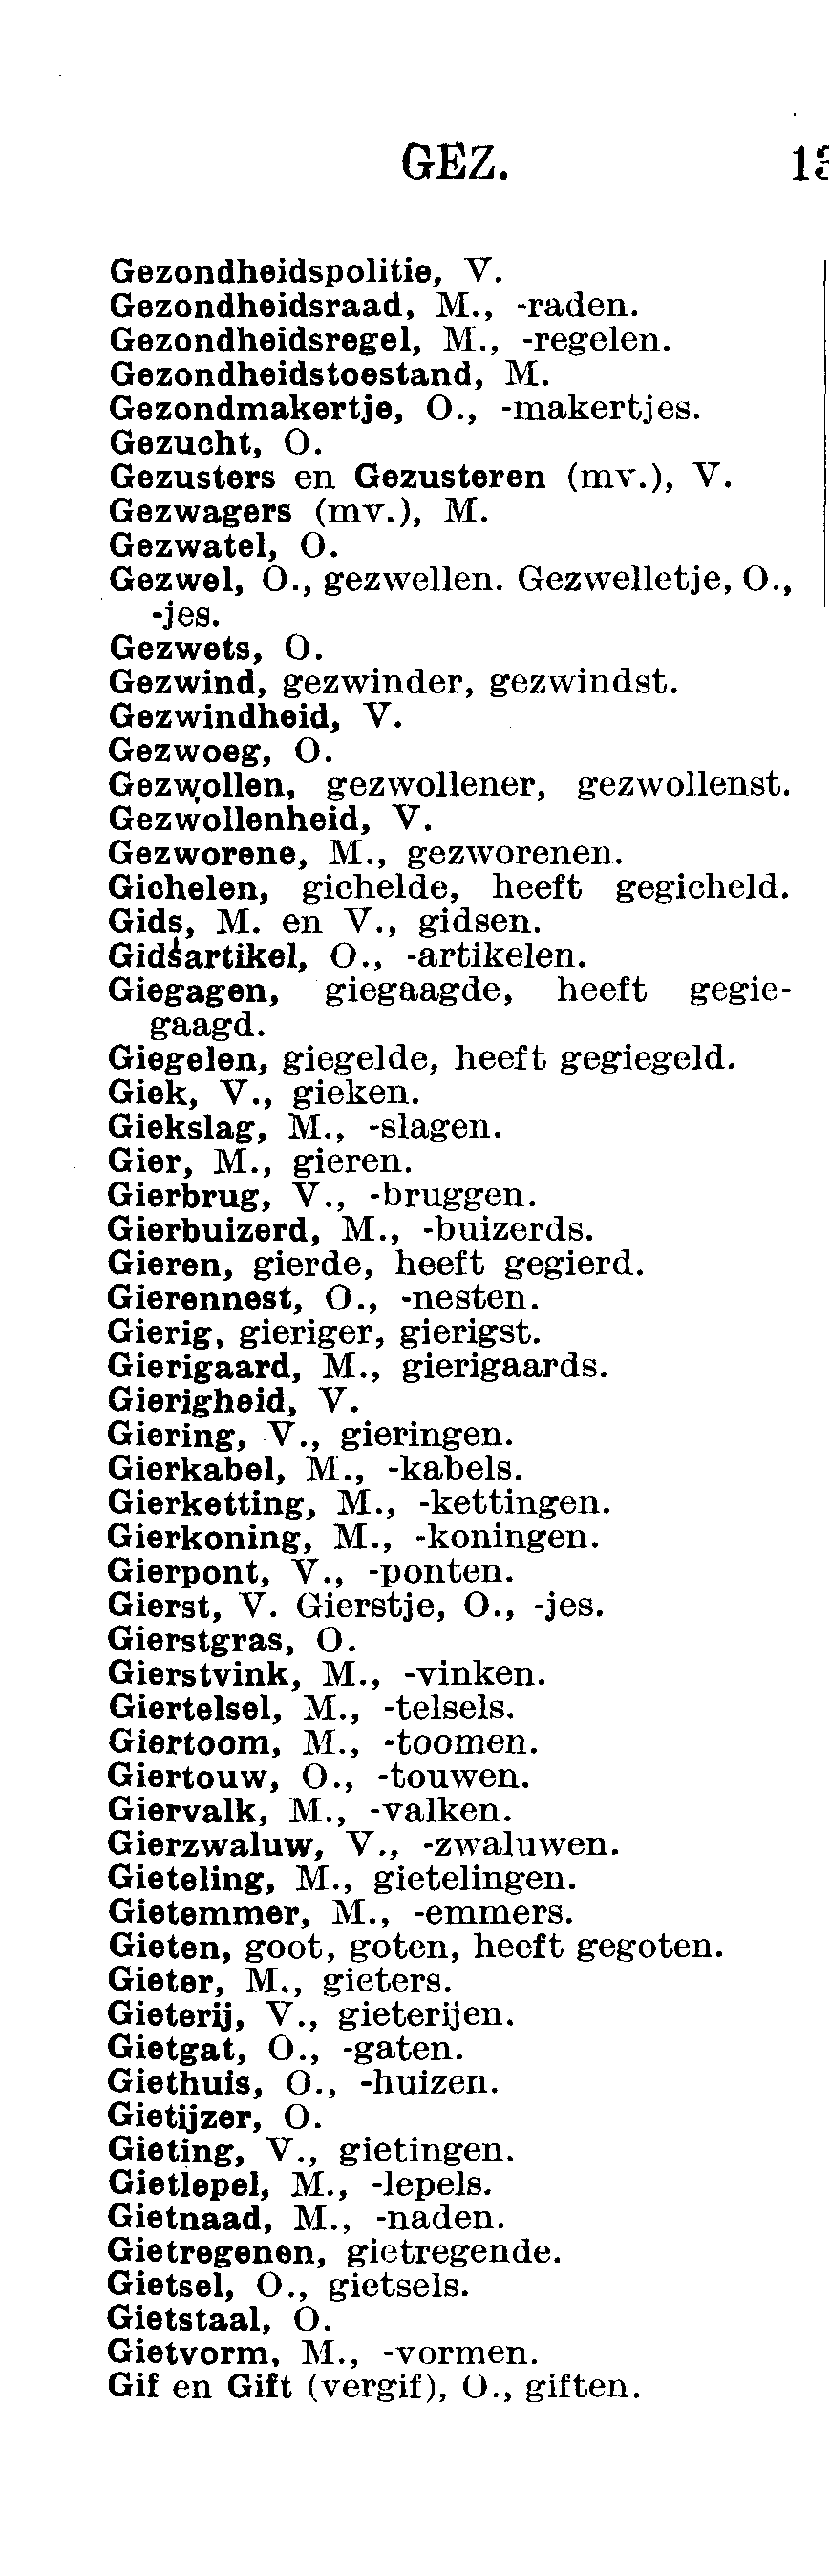 GEZ.
Gezondheidspolitie, V.
Gezondheidsraad, M., -raden.
Gezondheidsregel, M., -regelen.
Gezondheidstoestand, M.
Gezondmakertje, O., -makertjes.
Gezucht, O.
Gezusters en Gezusteren (mv.), V.
Gezwagers (mv.), M.
Gezwatel, O.
Gezwel, O., gezwellen. Gezwelletje, O.,
-jes.
Gezwets, O.
Gezwind, gezwinder, gezwindst.
Gezwindheid, V.
Gezwoeg, O.
Gezwollen, gezwollener, gezwollenst.
Gezwollenheid, V.
Gezworene, M., gezworenen.
Gichelen, gichelde, heeft gegicheld.
Gids, M. en V., gidsen.
Gidsartikel, O., -artikelen.
Giegagen, giegaagde, heeft gegie-
gaagd.
Giegelen, giegelde, heeft gegiegeld.
Giek, V., gieken.
Giekslag, M., -slagen.
Gier, M., gieren.
Gierbrug, V., -bruggen.
Gierbuizerd, M., -buizerds.
Gieren, gierde, heeft gegierd.
Gierennest, O., -nesten.
Gierig, gieriger, gierigst.
Gierigaard, M., gierigaards.
Gierigheid, V.
Giering, V., gieringen.
Gierkabel, M., -kabels.
Gierketting, M., -kettingen.
Gierkoning, M., -koningen.
Gierpont, V., -ponten.
Gierst, V. Gierstje, O., -jes.
Gierstgras, O.
Gierstvink, M., -vinken.
Giertelsel, M., -telsels.
Giertoom, M., -toomen.
Giertouw, O., -touwen.
Giervalk, M., -valken.
Gierzwaluw, V., -zwaluwen.
Gieteling, M., gietelingen.
Gietemmer, M., -emmers.
Gieten, goot, goten, heeft gegoten.
Gieter, M., gieters.
Gieterij, V., gieterijen.
Gietgat, O., -gaten.
Giethuis, O., -huizen.
Gietijzer, O.
Gieting, V., gietingen.
Gietlepel, M., -lepels.
Gietnaad, M., -naden.
Gietregenen, gietregende.
Gietsel, O., gietsels.
Gietstaal, O.
Gietvorm, M., -vormen.
Gif en Gift (vergif), O., giften.